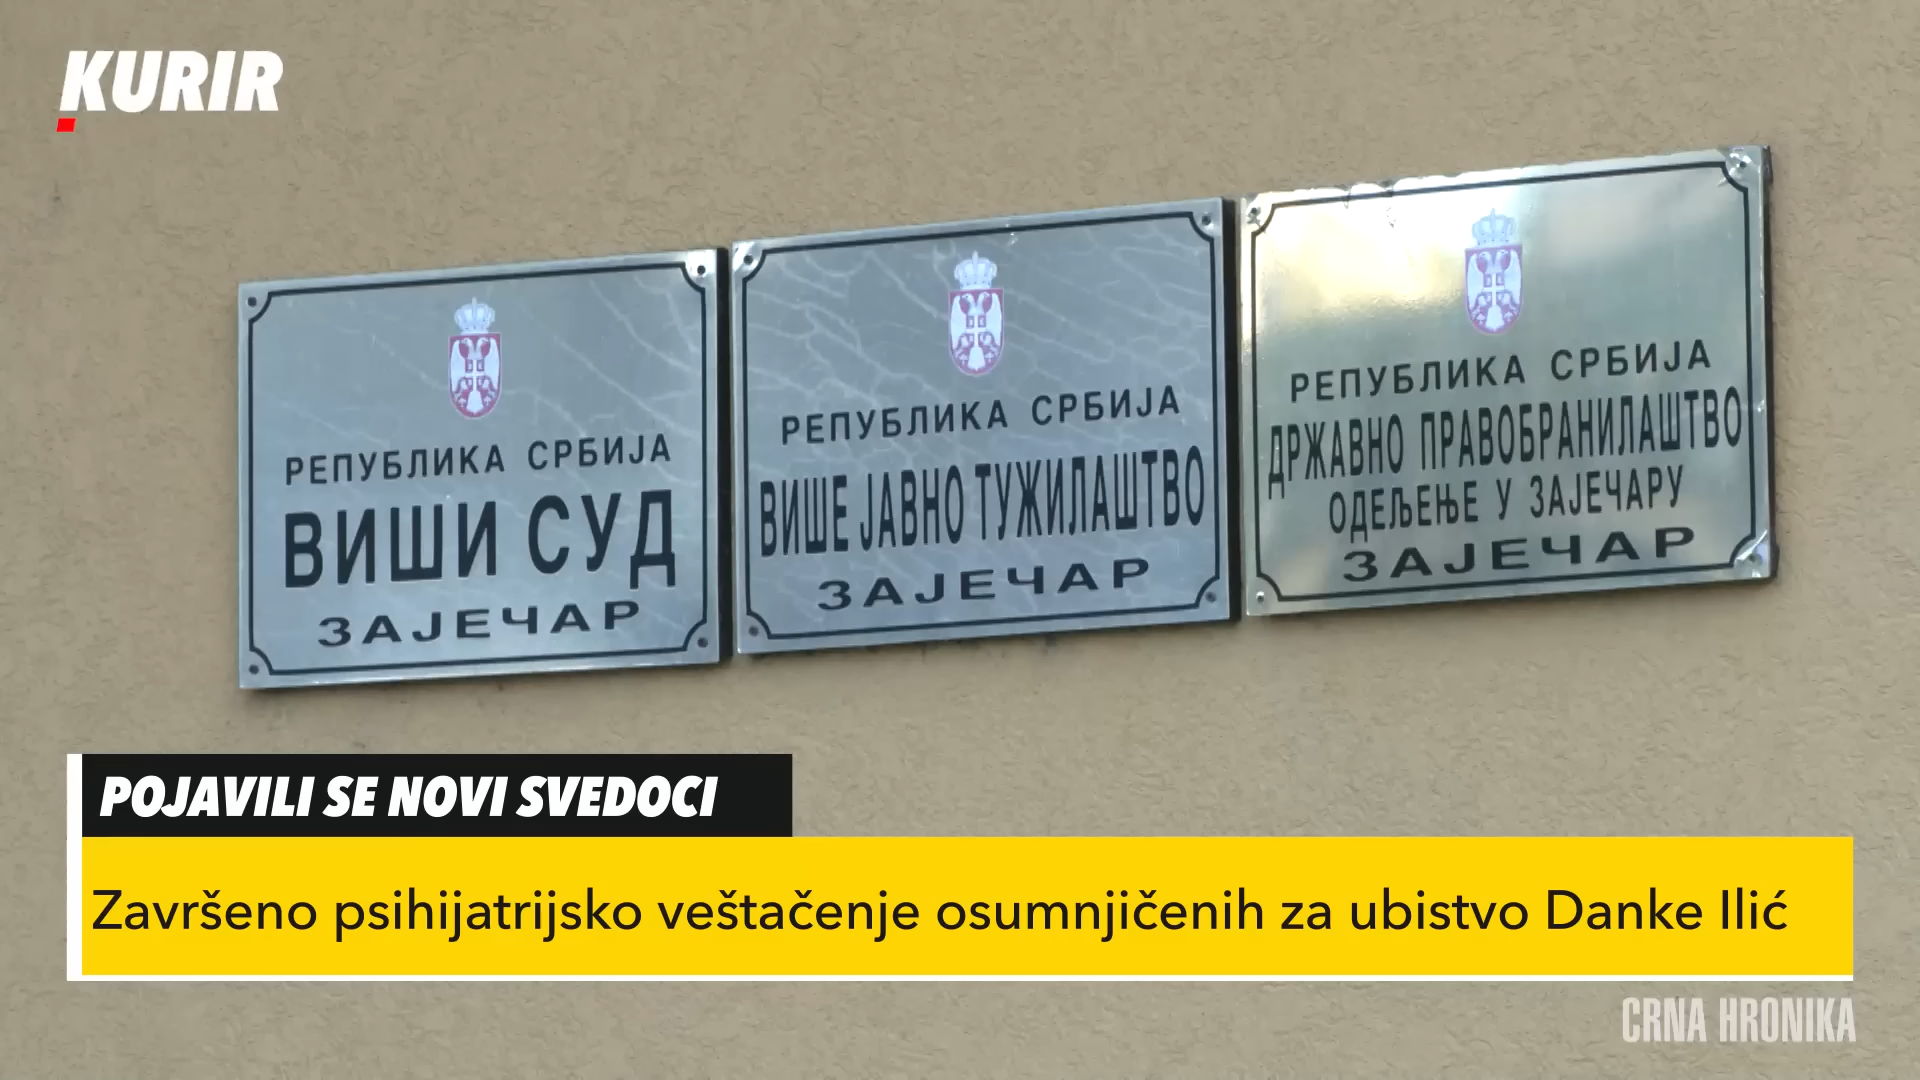 KURIR
РЕПУБЛИКА СРБИЈА
ВИШИ СУД
ЗАЈЕЧАР
РЕПУБЛИКА СРБИЈА
ВИШЕ ЈАВНО ТУЖИЛАШТВО
ЗАЈЕЧАР
РЕПУБЛИКА СРБИЈА
ДРЖАВНО ПРАВОБРАНИЛАШТВО
ОДЕЉЕЊЕ У ЗАЈЕЧАРУ
ЗАЈЕЧАР
POJAVILI SE NOVI SVEDOCI
Završeno psihijatrijsko veštačenje osumnjičenih za ubistvo Danke Ilić
CRNA HRONIKA